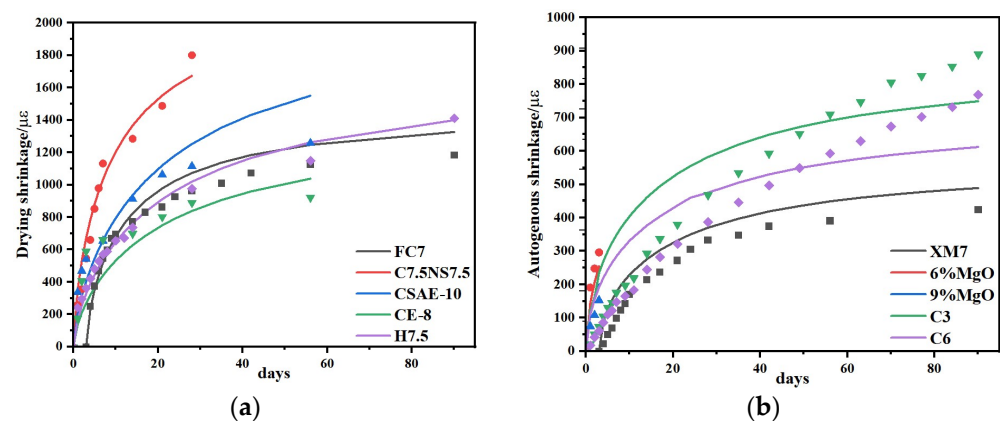 2000
1800
1600
1400
1200
1000
800
600
400
200
0
Drying shrinkage/με
FC7
C7.5NS7.5
CSAE-10
CE-8
H7.5
0 20 40 60 80
days
(a)
1000
900
800
700
600
500
400
300
200
100
0
Autogenous shrinkage/με
XM7
6%MgO
9%MgO
C3
C6
0 20 40 60 80
days
(b)